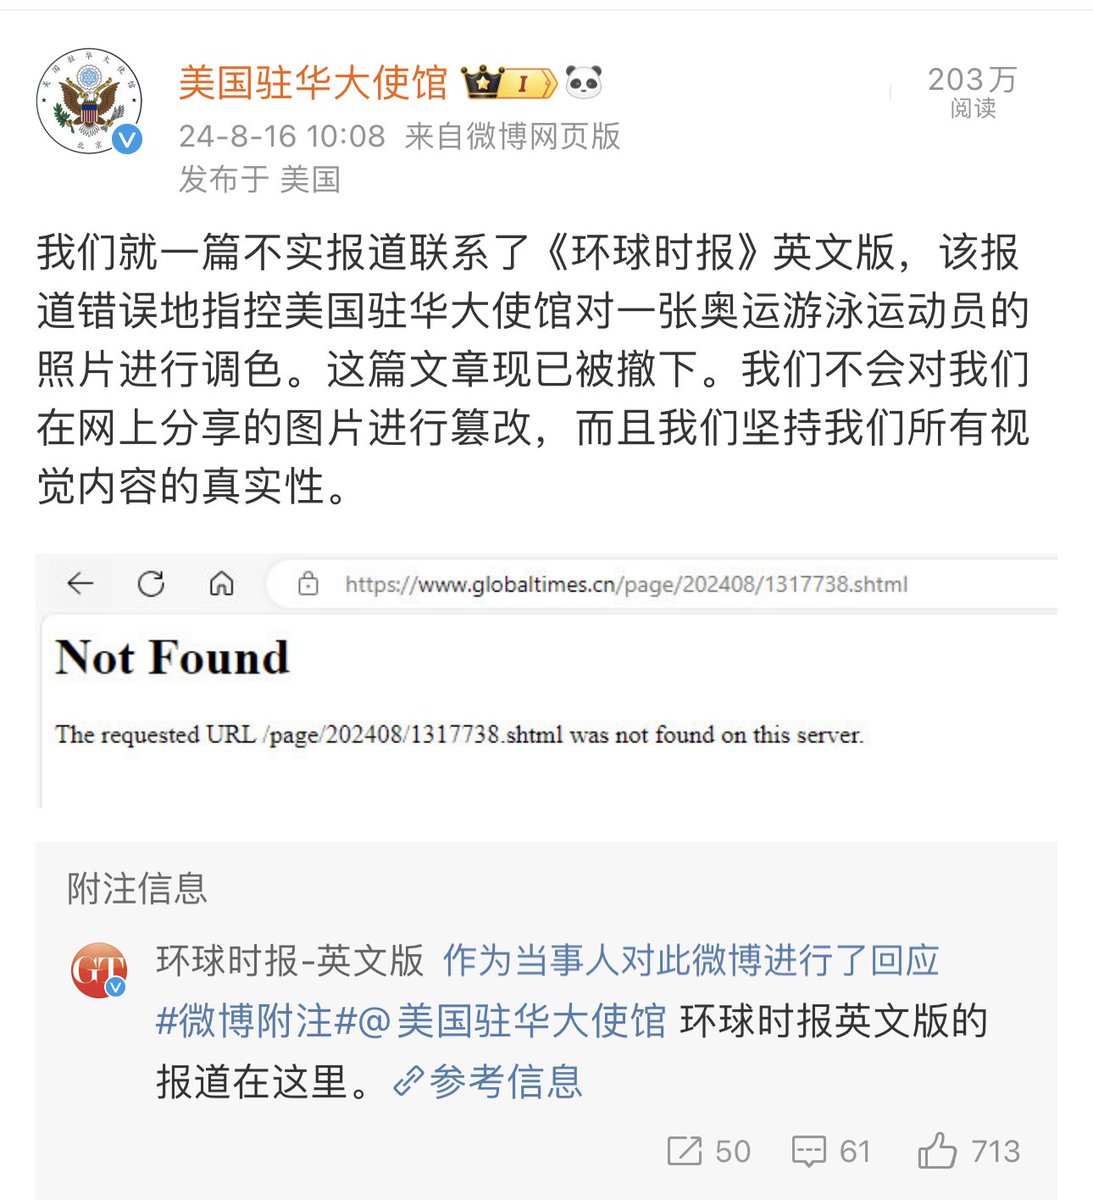 美国驻华大使馆 I
203万
阅读
24-8-16 10:08 来自微博网页版
发布于 美国
我们就一篇不实报道联系了《环球时报》英文版，该报
道错误地指控美国驻华大使馆对一张奥运游泳运动员的
照片进行调色。这篇文章现已被撤下。我们不会对我们
在网上分享的图片进行篡改，而且我们坚持我们所有视
觉内容的真实性。
https://www.globaltimes.cn/page/202408/1317738.shtml
Not Found
The requested URL /page/202408/1317738.shtml was not found on this server.
附注信息
GT
环球时报-英文版 作为当事人对此微博进行了回应
#微博附注#@美国驻华大使馆 环球时报英文版的
报道在这里。参考信息
50 61 713